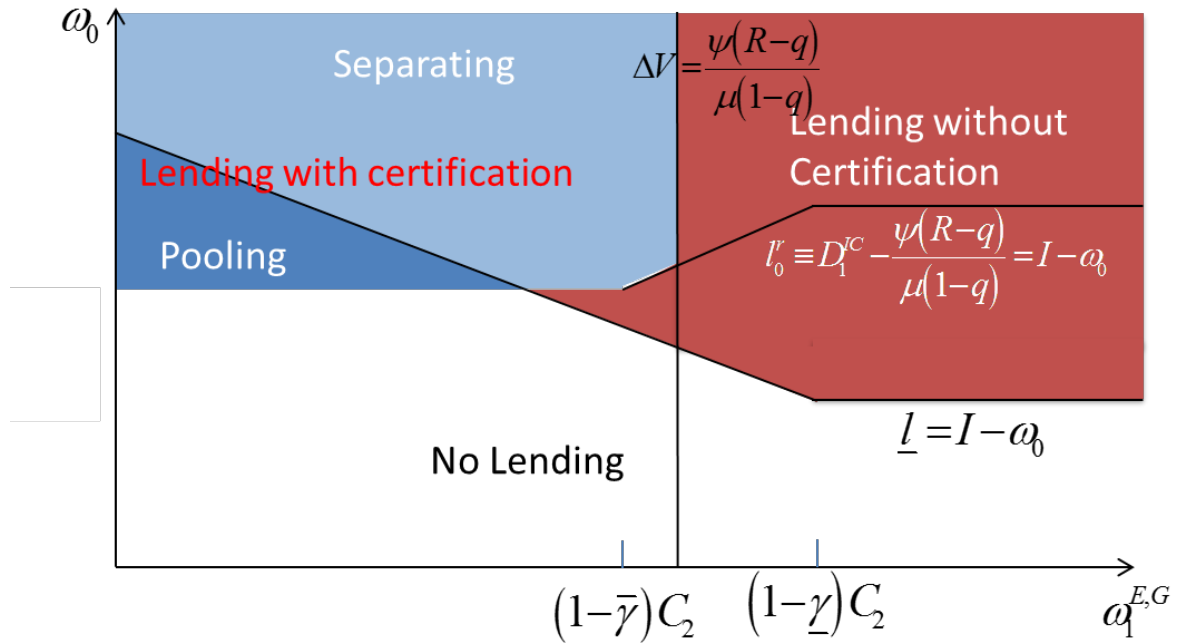 ω₀
Separating
ΔV = ψ(R−q) / μ(1−q)
Lending without
Certification
Lending with certification
Pooling
l₀ʳ ≡ D₁ᴵᶜ − ψ(R−q) / μ(1−q) = I − ω₀
l̲ = I − ω₀
No Lending
(1−γ̅)C₂
(1−γ̲)C₂
ω₁ᴱ,ᴳ